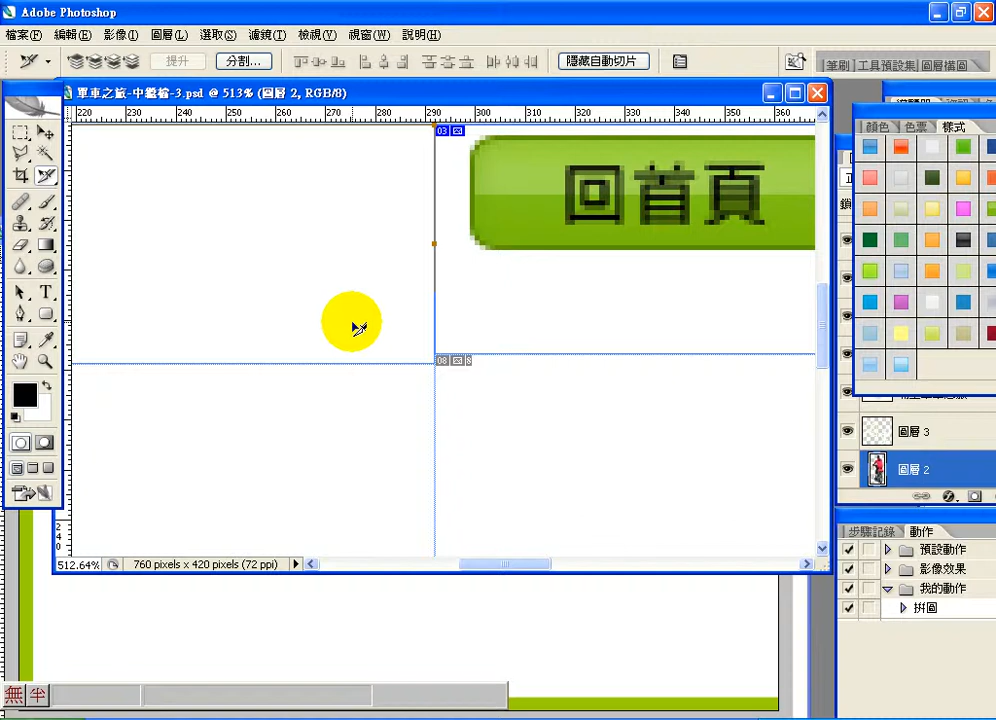 Adobe Photoshop
檔案(F) 編輯(E) 影像(I) 圖層(L) 選取(S) 濾鏡(T) 檢視(V) 視窗(W) 說明(H)
提升 分割... 隱藏自動切片 筆刷 工具預設集 圖層構圖
單車之旅-中繼檔-3.psd @ 513% (圖層 2, RGB/8)
220 230 240 250 260 270 280 290 300 310 320 330 340 350 360
03
回首頁
08
顏色 色票 樣式
圖層 3
圖層 2
步驟記錄 動作
預設動作
影像效果
我的動作
拼圖
2
4
0
512.64% 760 pixels x 420 pixels (72 ppi)
無 半